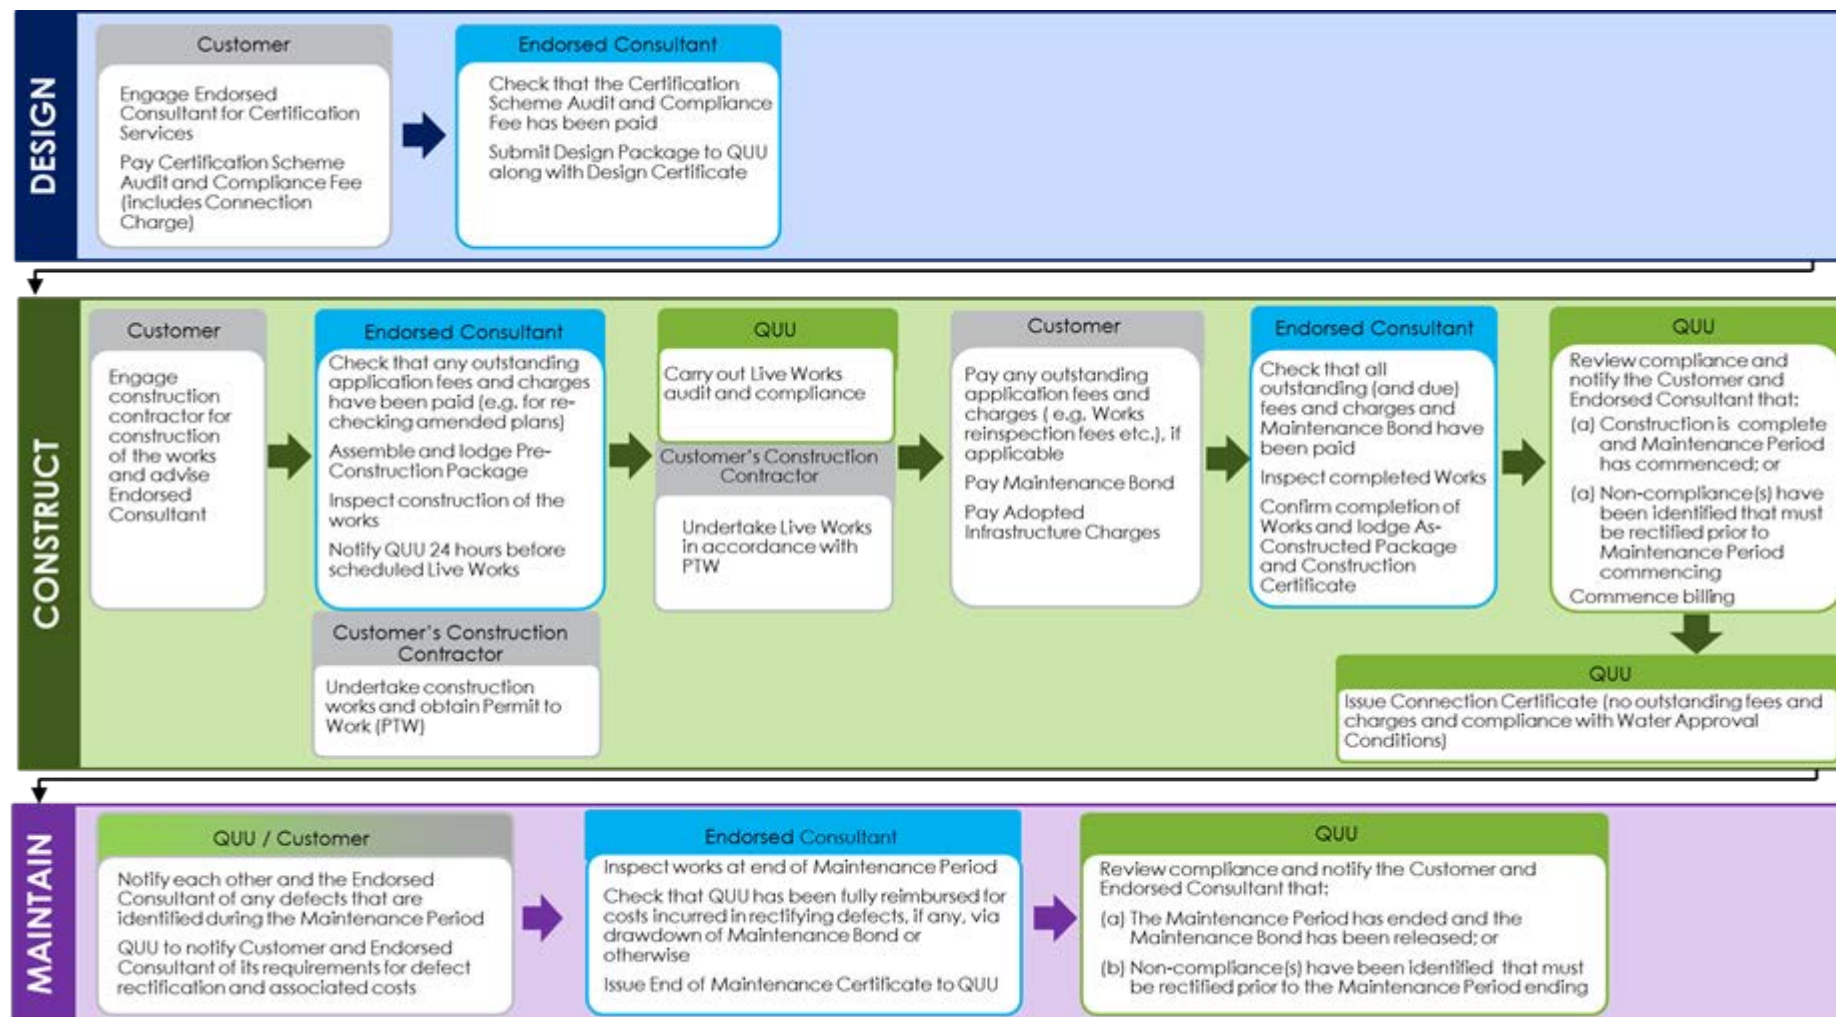 DESIGN
Customer
Engage Endorsed
Consultant for Certification
Services
Pay Certification Scheme
Audit and Compliance Fee
(includes Connection
Charge)
Endorsed Consultant
Check that the Certification
Scheme Audit and Compliance
Fee has been paid
Submit Design Package to QUU
along with Design Certificate
CONSTRUCT
Customer
Engage
construction
contractor for
construction
of the works
and advise
Endorsed
Consultant
Endorsed Consultant
Check that any outstanding
application fees and charges
have been paid (e.g. for re-
checking amended plans)
Assemble and lodge Pre-
Construction Package
Inspect construction of the
works
Notify QUU 24 hours before
scheduled Live Works
Customer's Construction
Contractor
Undertake construction
works and obtain Permit to
Work (PTW)
QUU
Carry out Live Works
audit and compliance
Customer's Construction
Contractor
Undertake Live Works
in accordance with
PTW
Customer
Pay any outstanding
application fees and
charges ( e.g. Works
reinspection fees etc.), if
applicable
Pay Maintenance Bond
Pay Adopted
Infrastructure Charges
Endorsed Consultant
Check that all
outstanding (and due)
fees and charges and
Maintenance Bond have
been paid
Inspect completed Works
Confirm completion of
Works and lodge As-
Constructed Package
and Construction
Certificate
QUU
Review compliance and
notify the Customer and
Endorsed Consultant that:
(a) Construction is complete
and Maintenance Period
has commenced; or
(a) Non-compliance(s) have
been identified that must
be rectified prior to
Maintenance Period
commencing
Commence billing
QUU
Issue Connection Certificate (no outstanding fees and
charges and compliance with Water Approval
Conditions)
MAINTAIN
QUU / Customer
Notify each other and the Endorsed
Consultant of any defects that are
identified during the Maintenance Period
QUU to notify Customer and Endorsed
Consultant of its requirements for defect
rectification and associated costs
Endorsed Consultant
Inspect works at end of Maintenance Period
Check that QUU has been fully reimbursed for
costs incurred in rectifying defects, if any, via
drawdown of Maintenance Bond or
otherwise
Issue End of Maintenance Certificate to QUU
QUU
Review compliance and notify the Customer and
Endorsed Consultant that:
(a) The Maintenance Period has ended and the
Maintenance Bond has been released; or
(b) Non-compliance(s) have been identified that must
be rectified prior to the Maintenance Period ending